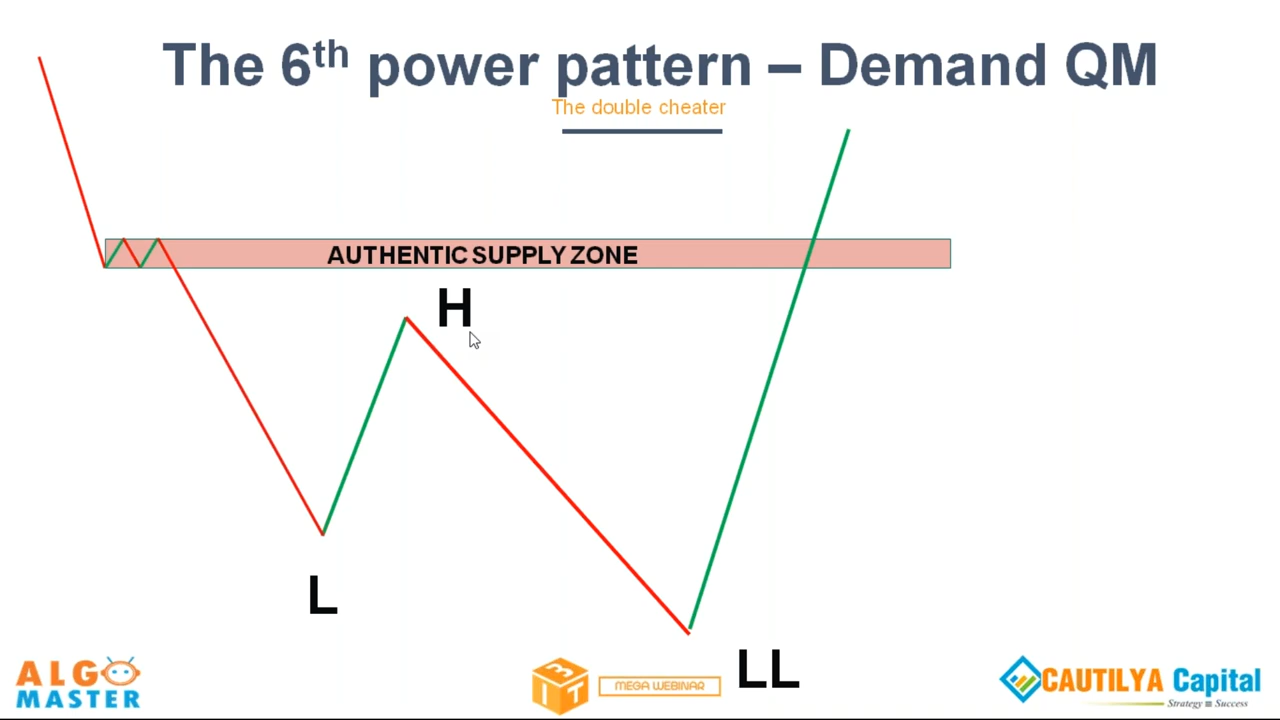 The 6th power pattern – Demand QM
The double cheater
AUTHENTIC SUPPLY ZONE
H
L
LL
ALGO
MASTER
BIT
MEGA WEBINAR
CAUTILYA Capital
Strategy = Success